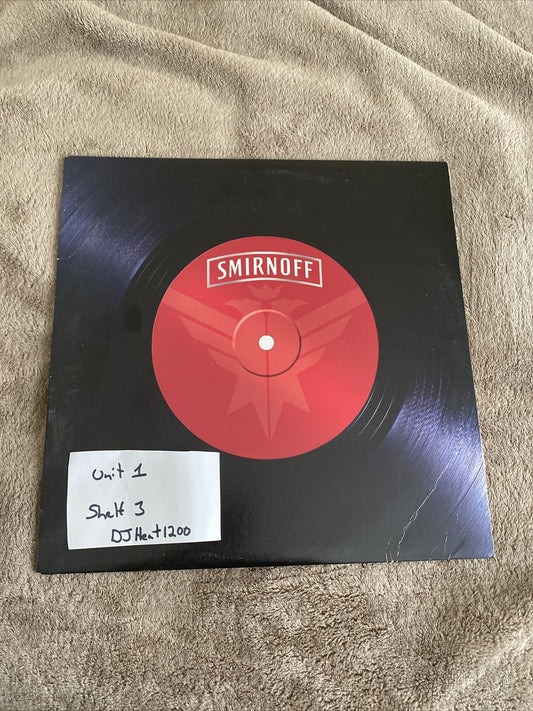 SMIRNOFF
Unit 1
Shelf 3
DJHeat1200